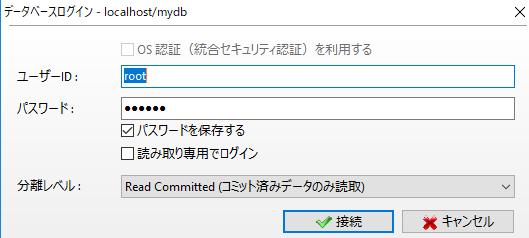 データベースログイン - localhost/mydb
OS 認証（統合セキュリティ認証）を利用する
ユーザーID :
root
パスワード :
●●●●●●
パスワードを保存する
読み取り専用でログイン
分離レベル :
Read Committed (コミット済みデータのみ読取)
接続
キャンセル